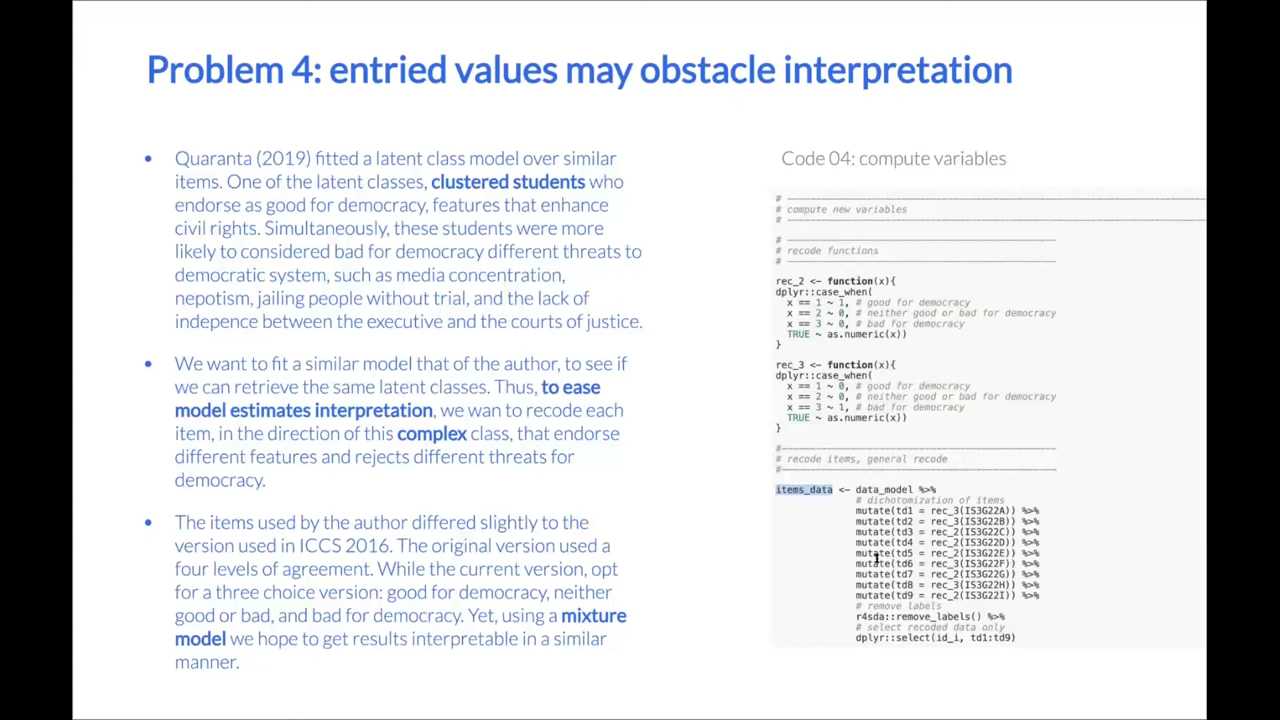 Problem 4: entried values may obstacle interpretation
• Quaranta (2019) fitted a latent class model over similar
items. One of the latent classes, clustered students who
endorse as good for democracy, features that enhance
civil rights. Simultaneously, these students were more
likely to considered bad for democracy different threats to
democratic system, such as media concentration,
nepotism, jailing people without trial, and the lack of
indepence between the executive and the courts of justice.
• We want to fit a similar model that of the author, to see if
we can retrieve the same latent classes. Thus, to ease
model estimates interpretation, we wan to recode each
item, in the direction of this complex class, that endorse
different features and rejects different threats for
democracy.
• The items used by the author differed slightly to the
version used in ICCS 2016. The original version used a
four levels of agreement. While the current version, opt
for a three choice version: good for democracy, neither
good or bad, and bad for democracy. Yet, using a mixture
model we hope to get results interpretable in a similar
manner.
Code 04: compute variables
# ------------------------------------------------------------
# compute new variables
# ------------------------------------------------------------
# ------------------------------------------
# recode functions
# ------------------------------------------
rec_2 <- function(x){
dplyr::case_when(
x == 1 ~ 1, # good for democracy
x == 2 ~ 0, # neither good or bad for democracy
x == 3 ~ 0, # bad for democracy
TRUE ~ as.numeric(x))
}
rec_3 <- function(x){
dplyr::case_when(
x == 1 ~ 0, # good for democracy
x == 2 ~ 0, # neither good or bad for democracy
x == 3 ~ 1, # bad for democracy
TRUE ~ as.numeric(x))
}
#------------------------------------------
# recode items, general recode
#------------------------------------------
items_data <- data_model %>%
# dichotomization of items
mutate(td1 = rec_3(IS3G22A)) %>%
mutate(td2 = rec_3(IS3G22B)) %>%
mutate(td3 = rec_2(IS3G22C)) %>%
mutate(td4 = rec_3(IS3G22D)) %>%
mutate(td5 = rec_2(IS3G22E)) %>%
mutate(td6 = rec_3(IS3G22F)) %>%
mutate(td7 = rec_2(IS3G22G)) %>%
mutate(td8 = rec_3(IS3G22H)) %>%
mutate(td9 = rec_2(IS3G22I)) %>%
# remove labels
r4sda::remove_labels() %>%
# select recoded data only
dplyr::select(id_i, td1:td9)